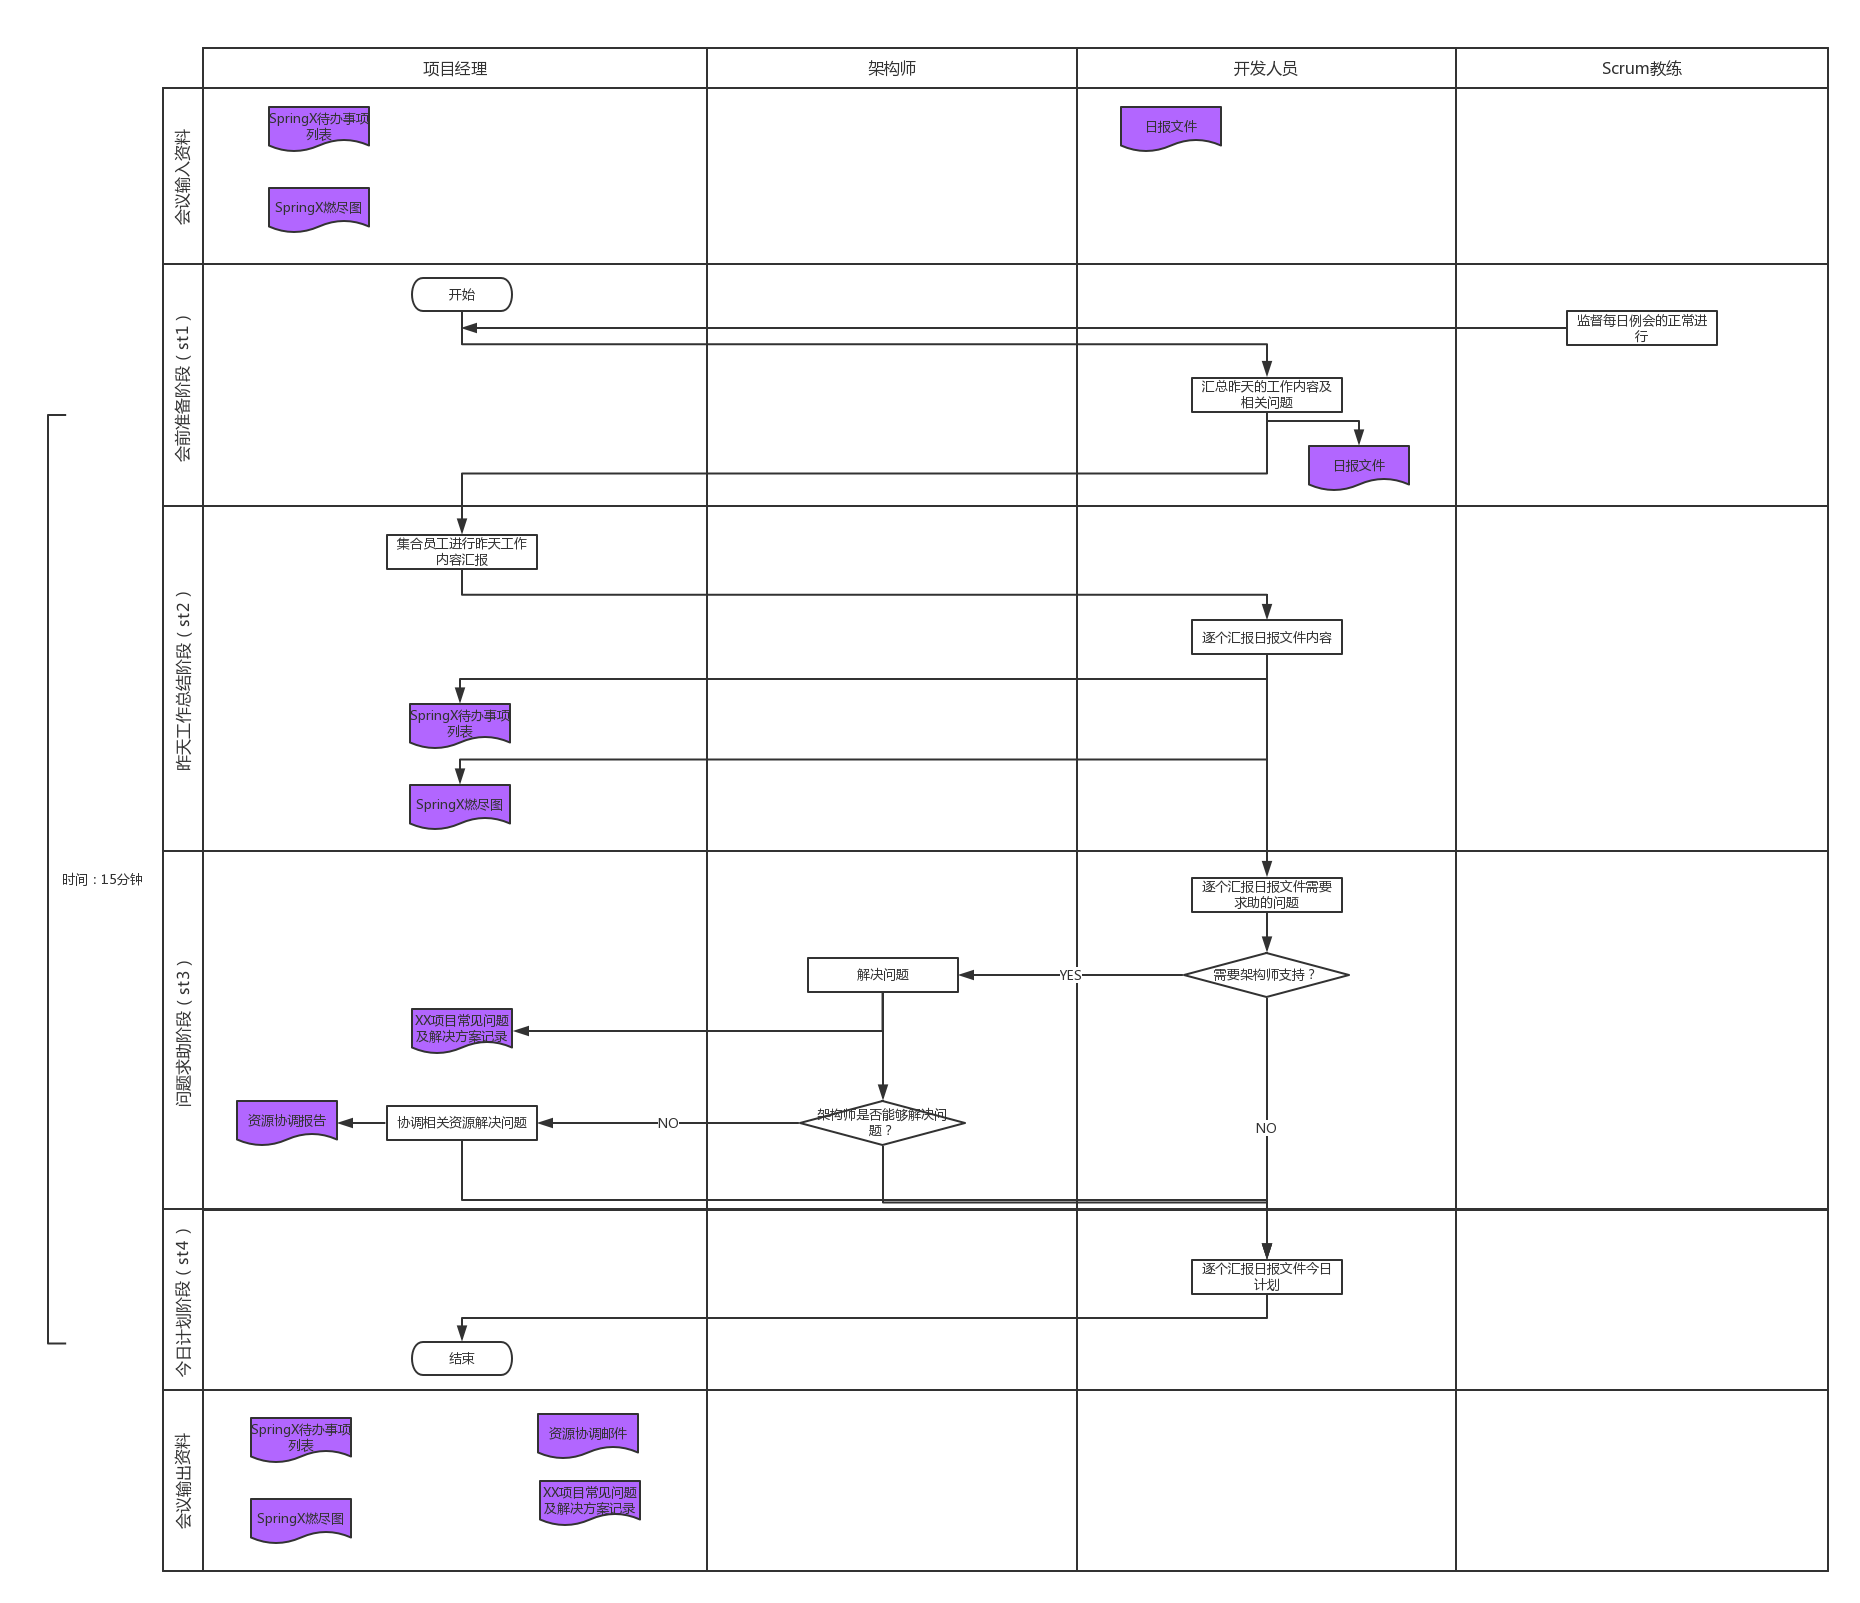 项目经理
架构师
开发人员
Scrum教练
会议输入资料
SpringX待办事项
列表
日报文件
SpringX燃尽图
会前准备阶段（st1）
开始
监督每日例会的正常进
行
汇总昨天的工作内容及
相关问题
日报文件
昨天工作总结阶段（st2）
集合员工进行昨天工作
内容汇报
逐个汇报日报文件内容
SpringX待办事项
列表
SpringX燃尽图
时间：15分钟
问题求助阶段（st3）
逐个汇报日报文件需要
求助的问题
解决问题
YES
需要架构师支持？
XX项目常见问题
及解决方案记录
资源协调报告
协调相关资源解决问题
NO
架构师是否能够解决问
题？
NO
今日计划阶段（st4）
逐个汇报日报文件今日
计划
结束
会议输出资料
SpringX待办事项
列表
资源协调邮件
SpringX燃尽图
XX项目常见问题
及解决方案记录